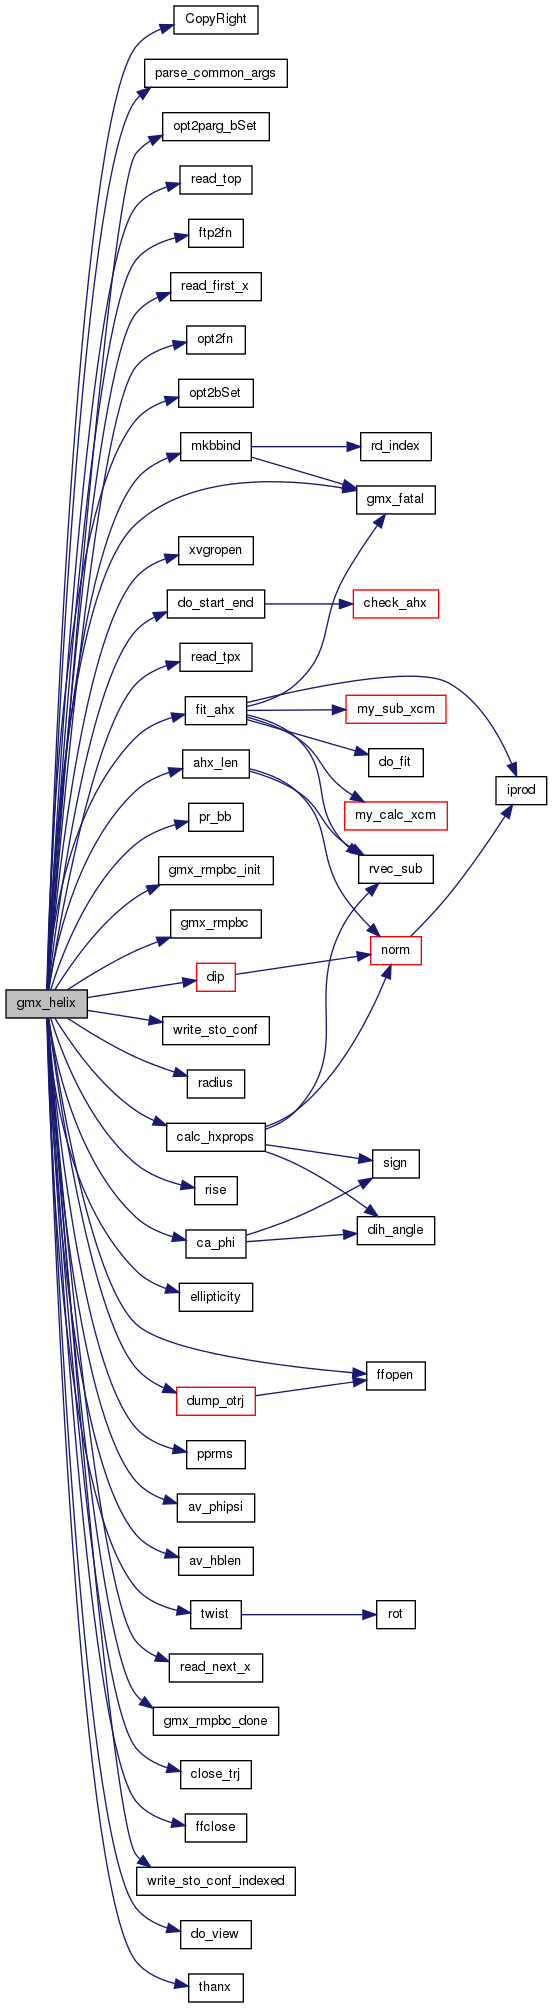 CopyRight
parse_common_args
opt2parg_bSet
read_top
ftp2fn
read_first_x
opt2fn
opt2bSet
mkbbind
rd_index
gmx_fatal
xvgropen
do_start_end
check_ahx
read_tpx
fit_ahx
my_sub_xcm
ahx_len
do_fit
iprod
pr_bb
my_calc_xcm
gmx_rmpbc_init
rvec_sub
gmx_rmpbc
norm
dip
gmx_helix
write_sto_conf
radius
calc_hxprops
sign
rise
dih_angle
ca_phi
ellipticity
ffopen
dump_otrj
pprms
av_phipsi
av_hblen
twist
rot
read_next_x
gmx_rmpbc_done
close_trj
ffclose
write_sto_conf_indexed
do_view
thanx